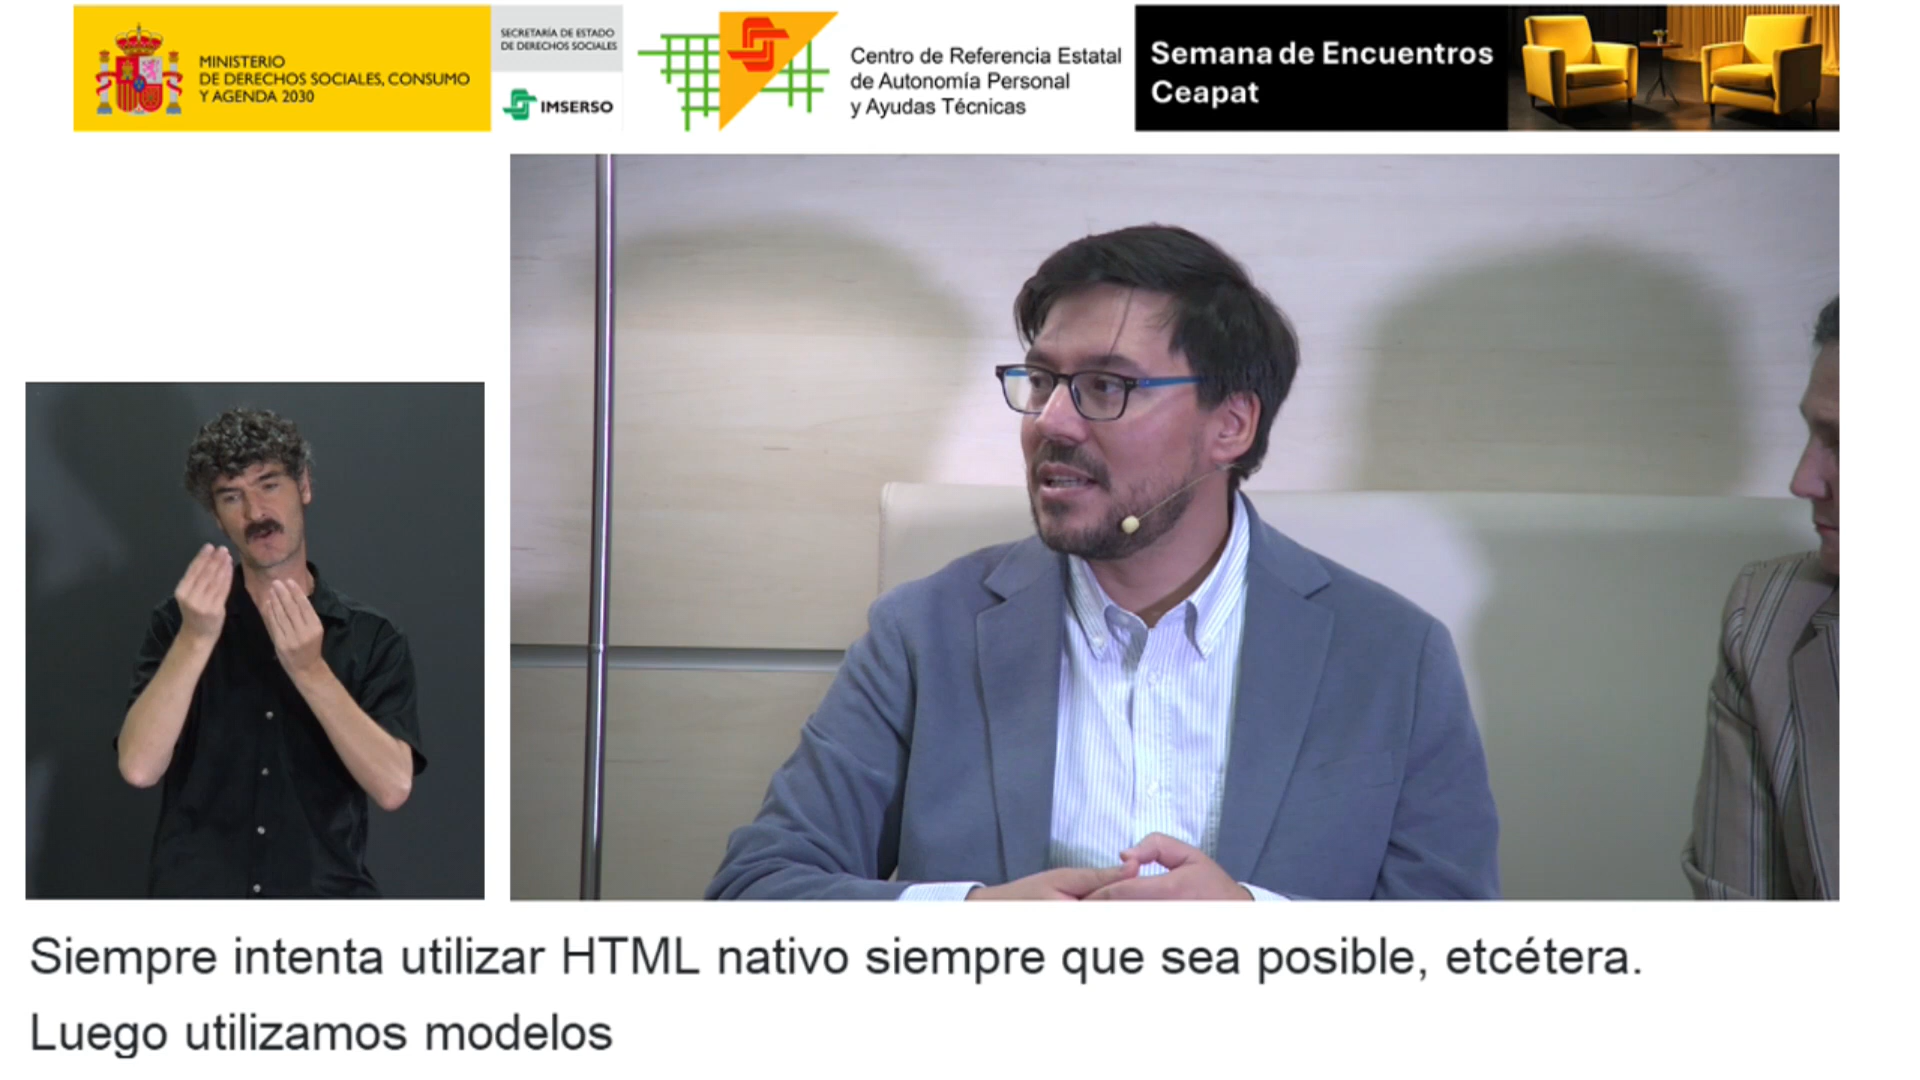 MINISTERIO
DE DERECHOS SOCIALES, CONSUMO
Y AGENDA 2030
SECRETARÍA DE ESTADO
DE DERECHOS SOCIALES
IMSERSO
Centro de Referencia Estatal
de Autonomía Personal
y Ayudas Técnicas
Semana de Encuentros
Ceapat
Siempre intenta utilizar HTML nativo siempre que sea posible, etcétera.
Luego utilizamos modelos